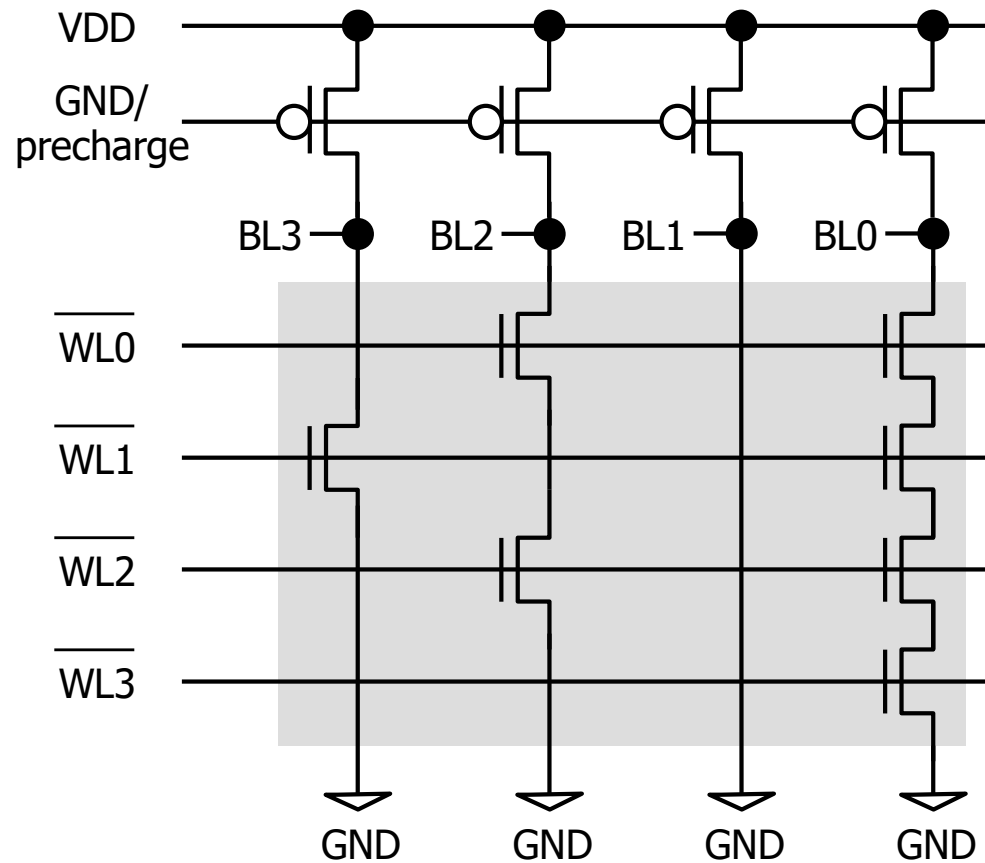 VDD
GND/
precharge
BL3
BL2
BL1
BL0
WL0
WL1
WL2
WL3
GND
GND
GND
GND